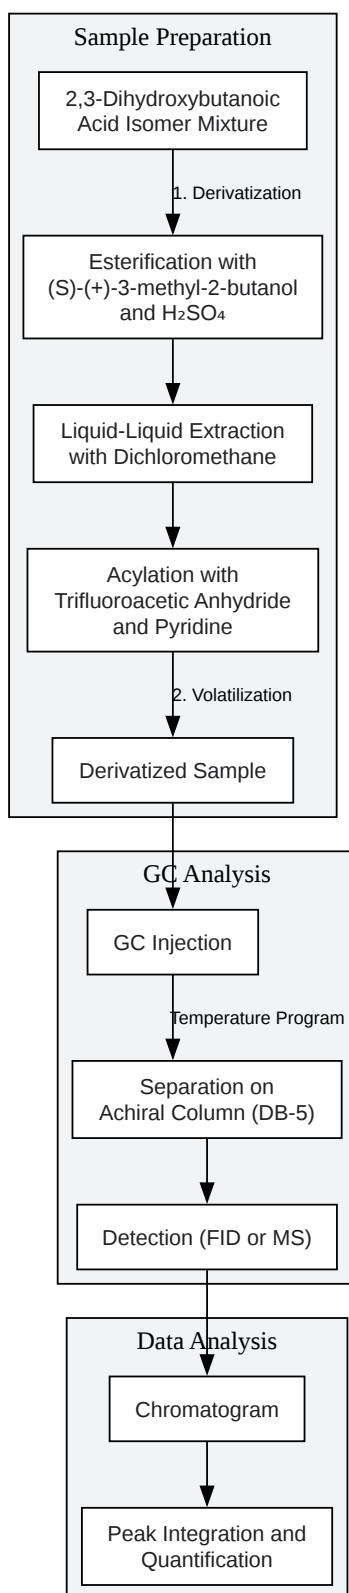 Sample Preparation
2,3-Dihydroxybutanoic
Acid Isomer Mixture
1. Derivatization
Esterification with
(S)-(+)-3-methyl-2-butanol
and H₂SO₄
Liquid-Liquid Extraction
with Dichloromethane
Acylation with
Trifluoroacetic Anhydride
and Pyridine
2. Volatilization
Derivatized Sample
GC Analysis
GC Injection
Temperature Program
Separation on
Achiral Column (DB-5)
Detection (FID or MS)
Data Analysis
Chromatogram
Peak Integration and
Quantification